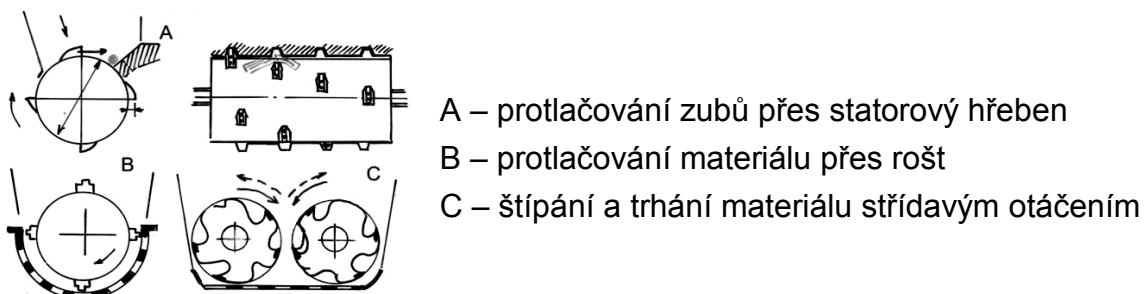 A
B
C
A – protlačování zubů přes statorový hřeben
B – protlačování materiálu přes rošt
C – štípání a trhání materiálu střídavým otáčením